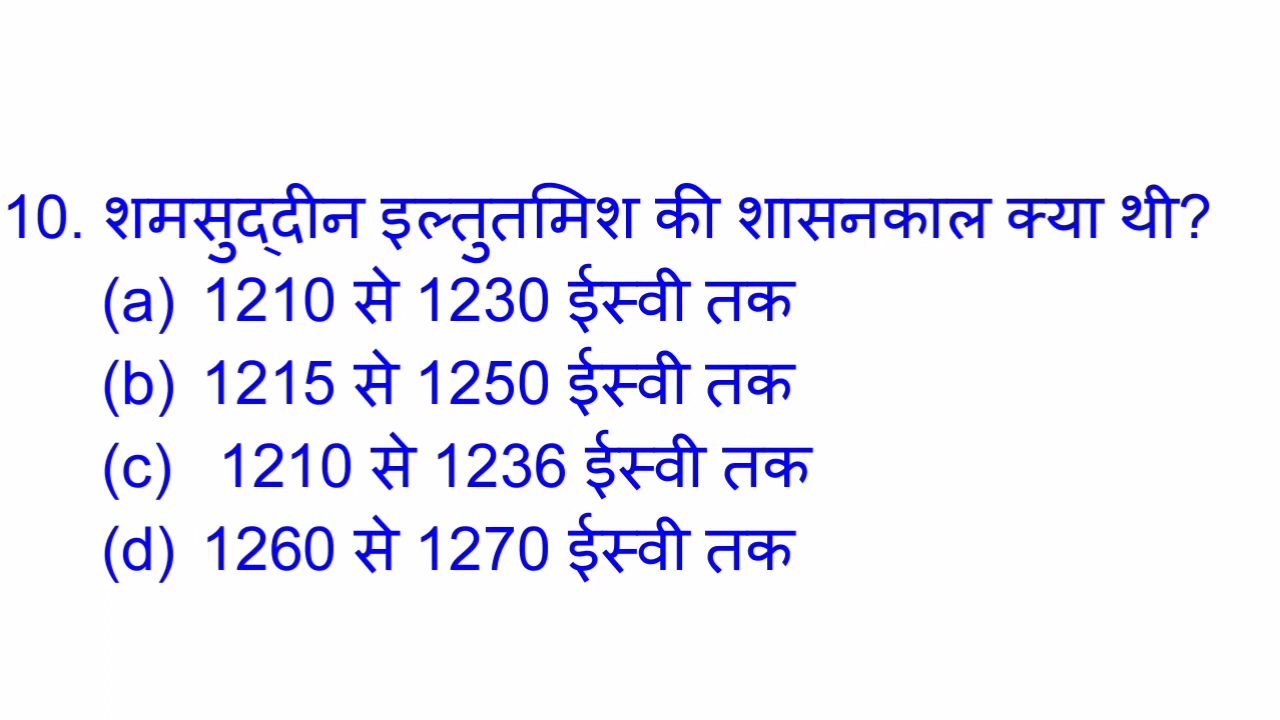 10. शमसुद्दीन इल्तुतमिश की शासनकाल क्या थी?
(a) 1210 से 1230 ईस्वी तक
(b) 1215 से 1250 ईस्वी तक
(c) 1210 से 1236 ईस्वी तक
(d) 1260 से 1270 ईस्वी तक